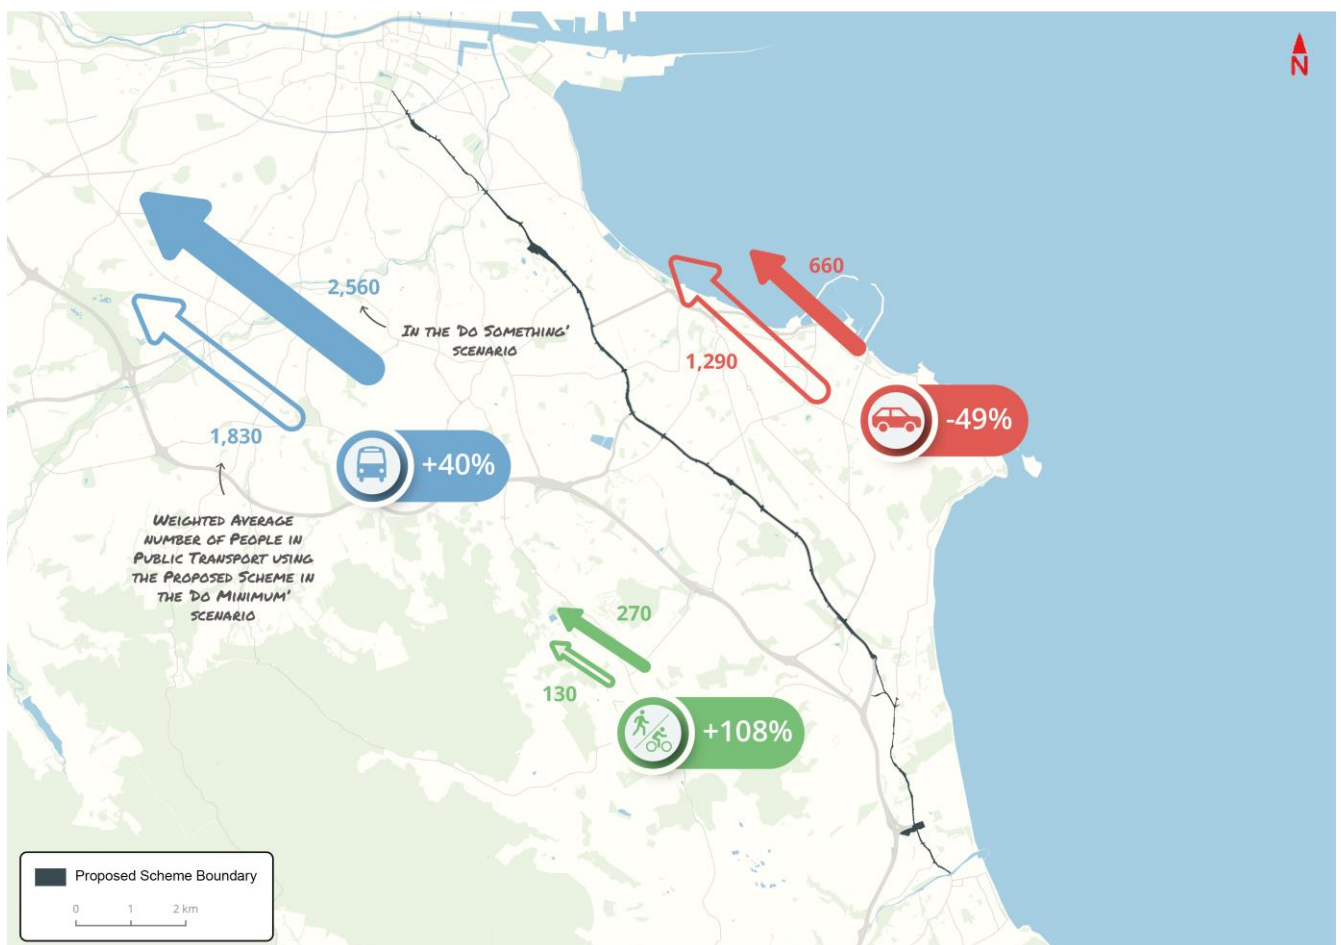 N
660
2,560
IN THE 'DO SOMETHING'
SCENARIO
1,290
-49%
1,830
+40%
WEIGHTED AVERAGE
NUMBER OF PEOPLE IN
PUBLIC TRANSPORT USING
THE PROPOSED SCHEME IN
THE 'DO MINIMUM'
SCENARIO
270
130
+108%
Proposed Scheme Boundary
0 1 2 km